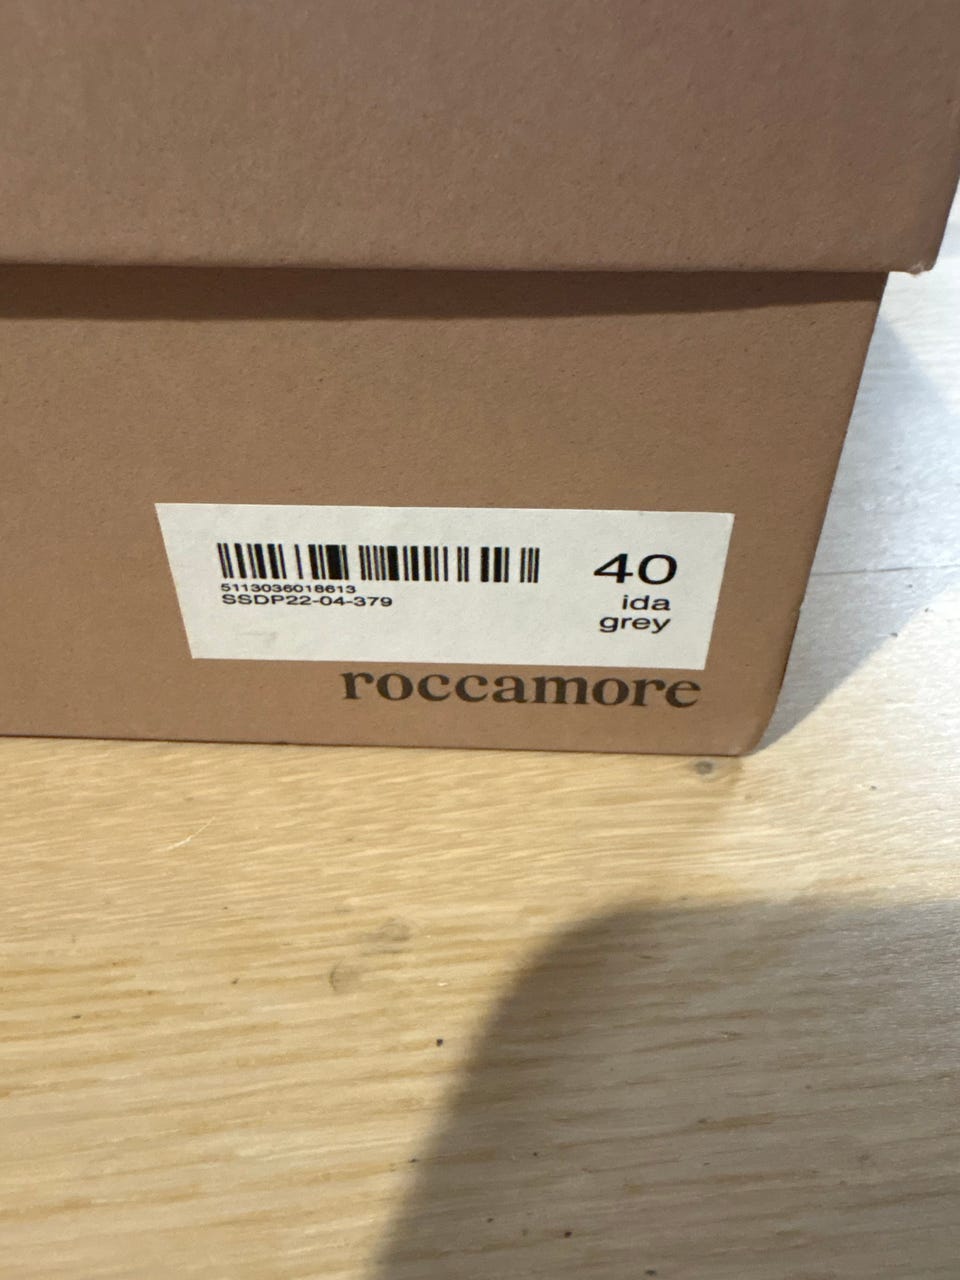 5113036018613
SSDP22-04-379
40
ida
grey
roccamore